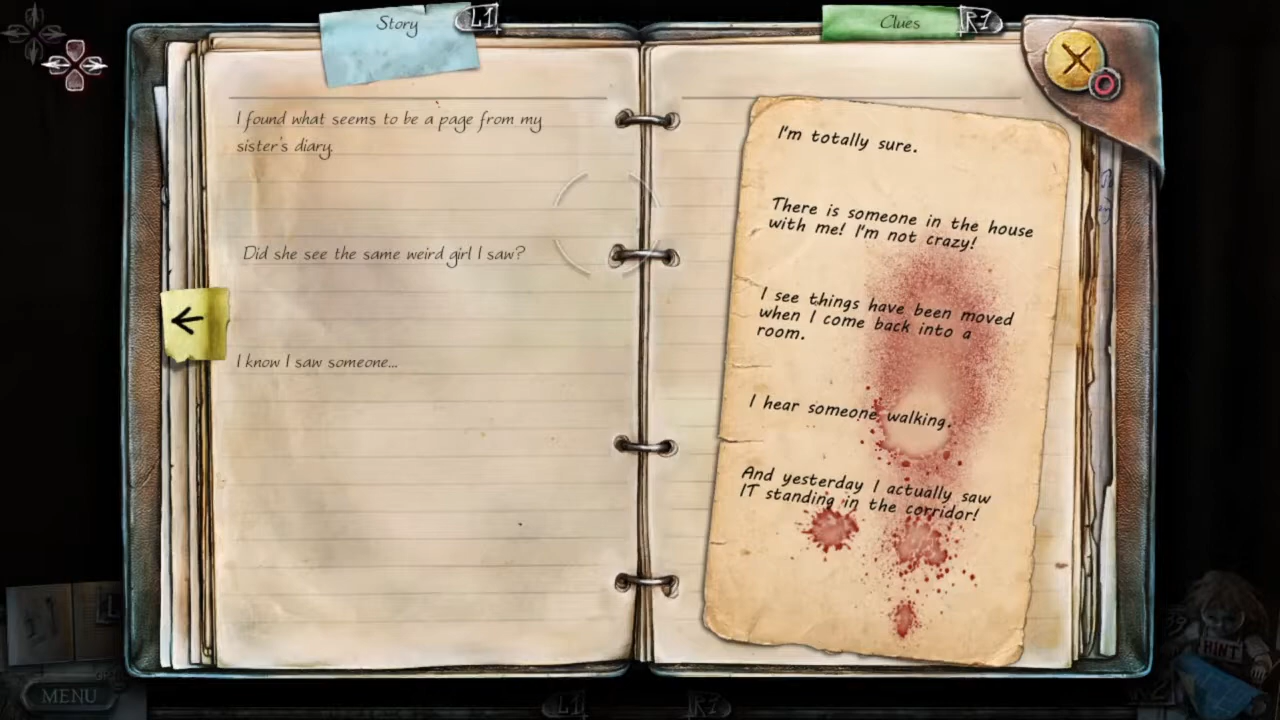 Story L1
Clues R1
I found what seems to be a page from my
sister's diary.
Did she see the same weird girl I saw?
I know I saw someone...
I'm totally sure.
There is someone in the house
with me! I'm not crazy!
I see things have been moved
when I come back into a
room.
I hear someone walking.
And yesterday I actually saw
IT standing in the corridor!
HINT
MENU
L1
R1
R2